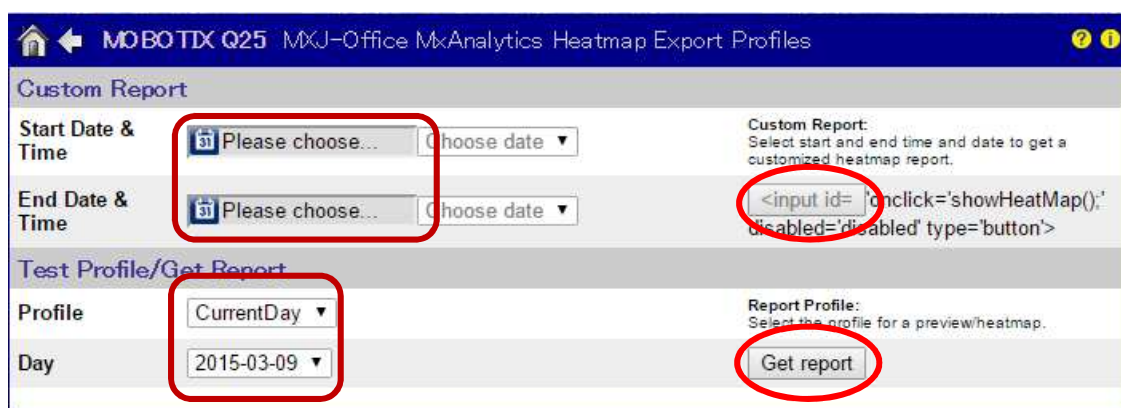 MOBOTIX Q25 MXJ-Office MxAnalytics Heatmap Export Profiles ? i
Custom Report
Start Date &
Time
31 Please choose... Choose date ▼
Custom Report:
Select start and end time and date to get a
customized heatmap report.
End Date &
Time
31 Please choose... Choose date ▼
<input id= 'onclick='showHeatMap();'
disabled='disabled' type='button'>
Test Profile/Get Report
Profile
CurrentDay ▼
Report Profile:
Select the profile for a preview/heatmap.
Day
2015-03-09 ▼
Get report